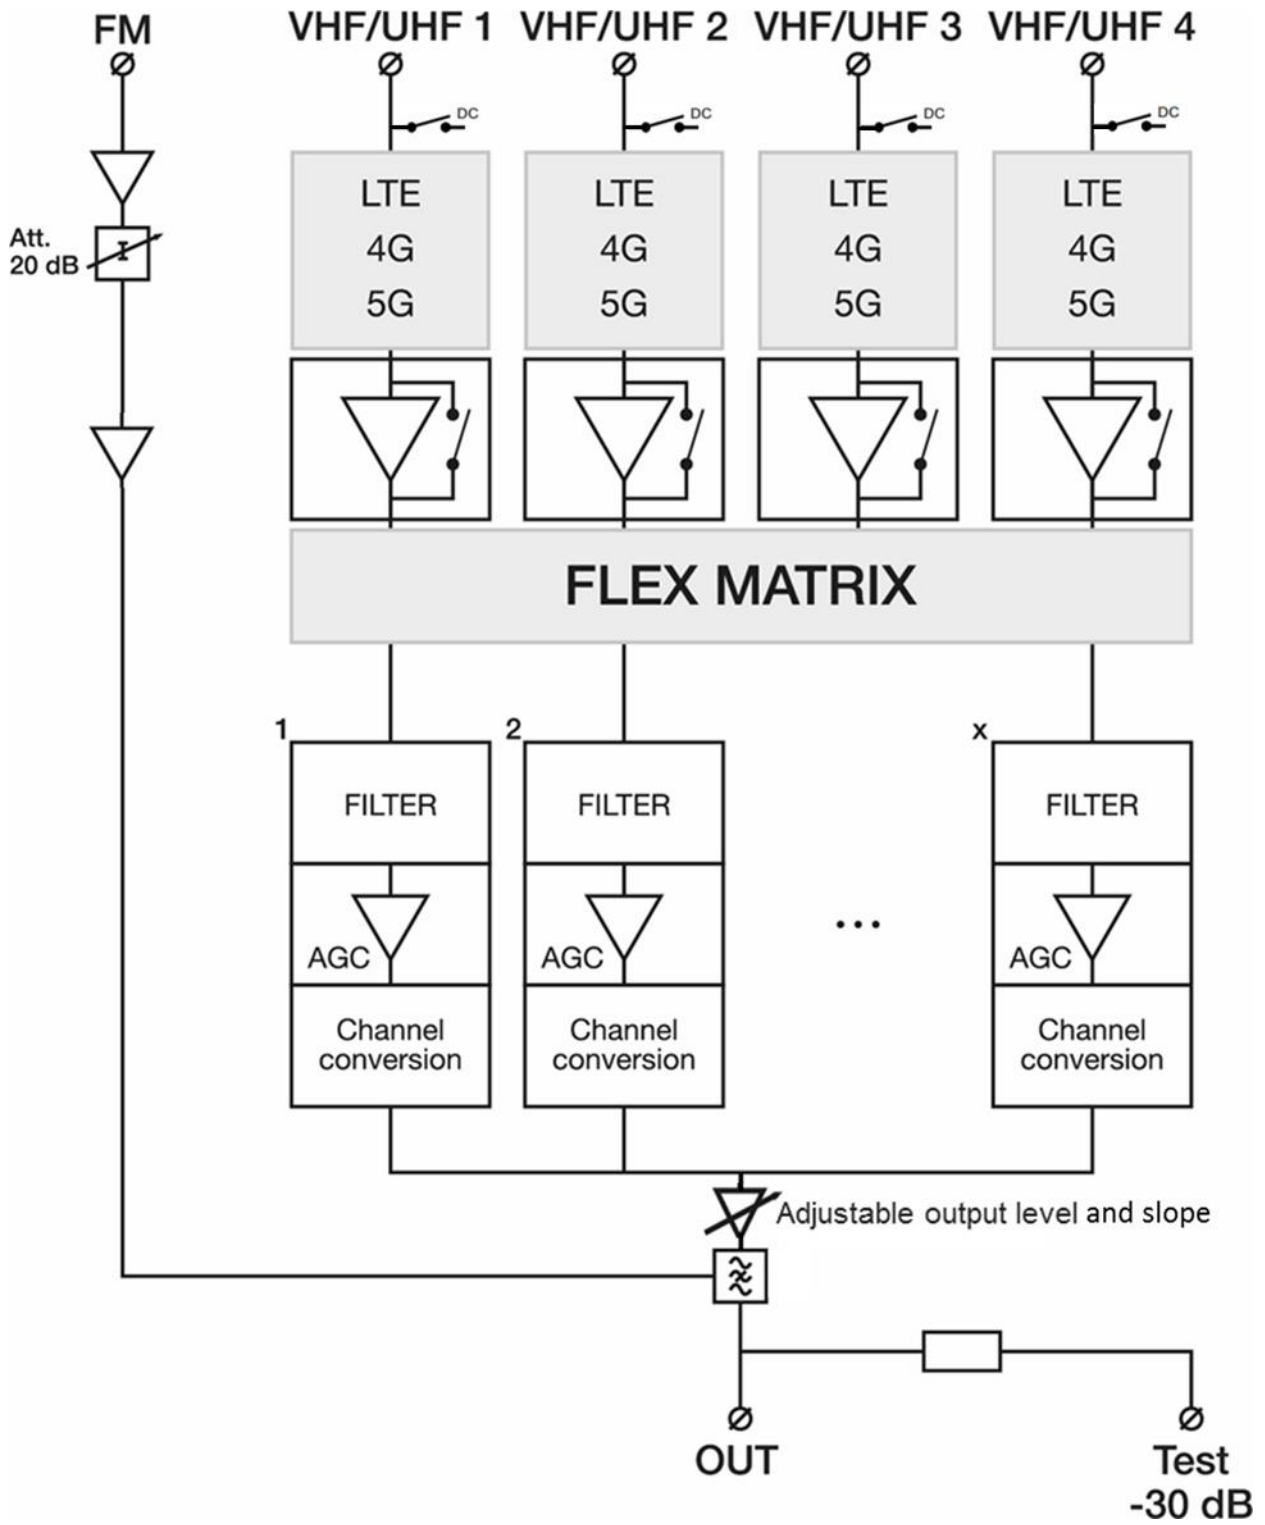 FM
VHF/UHF 1
VHF/UHF 2
VHF/UHF 3
VHF/UHF 4
DC
DC
DC
DC
LTE
4G
5G
LTE
4G
5G
LTE
4G
5G
LTE
4G
5G
Att.
20 dB
I
FLEX MATRIX
1
FILTER
AGC
Channel
conversion
2
FILTER
AGC
Channel
conversion
...
x
FILTER
AGC
Channel
conversion
Adjustable output level and slope
OUT
Test
-30 dB